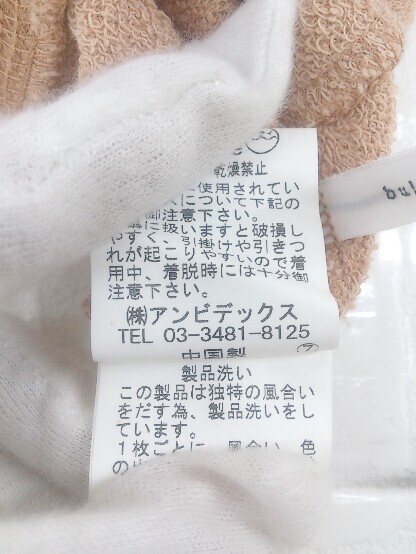 乾燥禁止
に使用されてい
について下記の
御注意下さい。
に扱いますと破損し
やすく、引掛けや引きつ
れが起こりやすいので着
用中、着脱時には十分御
注意下さい。
㈱アンビデックス
TEL 03-3481-8125
中国製 ㋶
製品洗い
この製品は独特の風合い
をだす為、製品洗いをし
ています。
1枚ごとに、風合い、色
の
bul